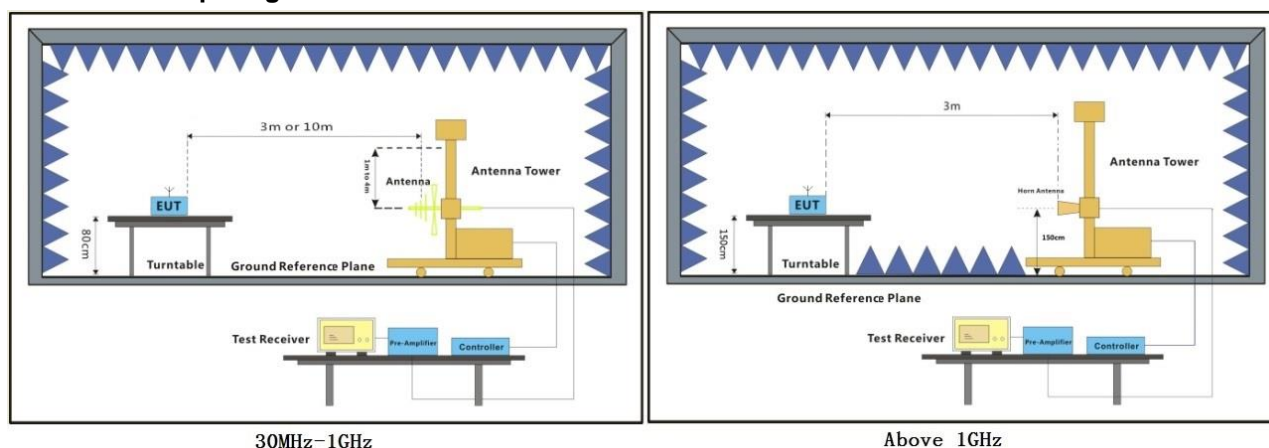 3m or 10m
1m to 4m
Antenna
Antenna Tower
EUT
80cm
Turntable
Ground Reference Plane
Test Receiver
Pre-Amplifier
Controller
30MHz-1GHz
3m
Antenna Tower
Horn Antenna
EUT
150cm
150cm
Turntable
Ground Reference Plane
Test Receiver
Pre-Amplifier
Controller
Above 1GHz